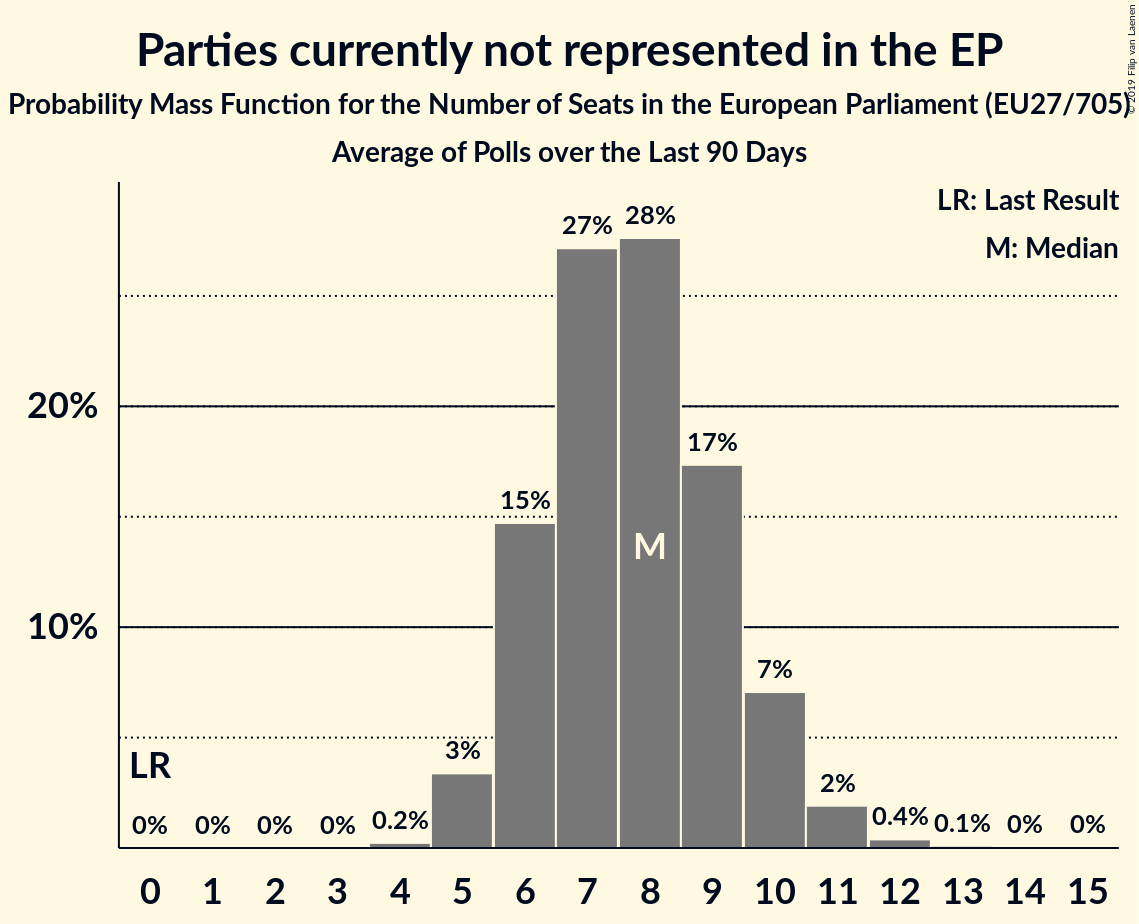 Parties currently not represented in the EP
Probability Mass Function for the Number of Seats in the European Parliament (EU27/705)
Average of Polls over the Last 90 Days
© 2019 Filip van Laenen
LR: Last Result
M: Median
20%
10%
LR
0% 0% 0% 0% 0.2% 3% 15% 27% 28% 17% 7% 2% 0.4% 0.1% 0% 0%
M
0 1 2 3 4 5 6 7 8 9 10 11 12 13 14 15